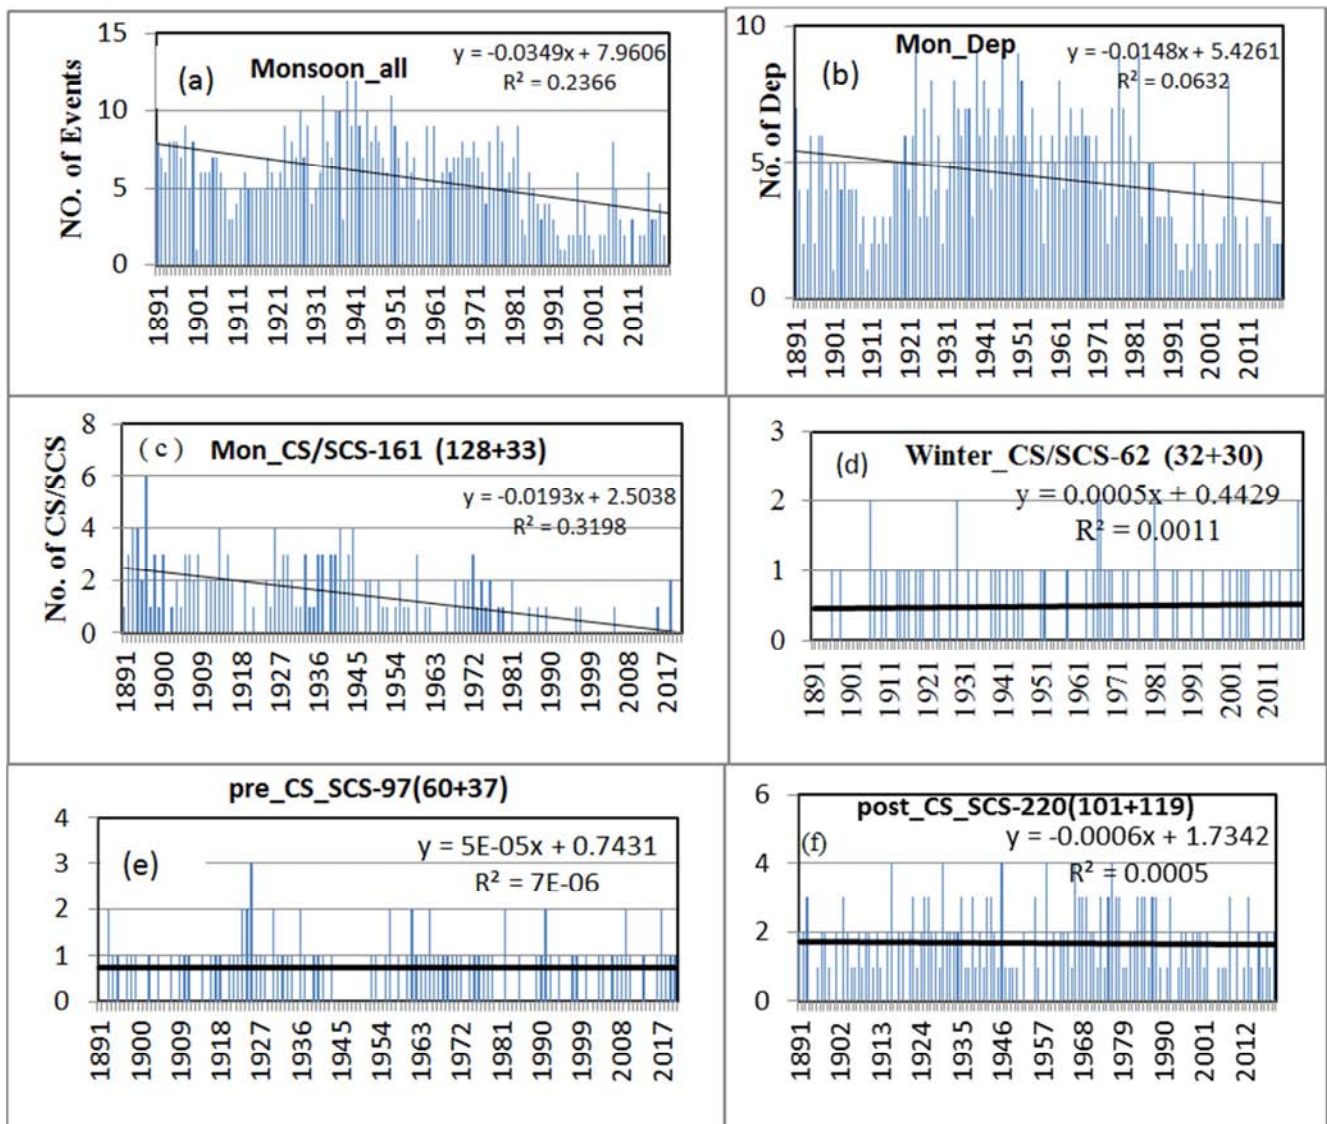 (a) Monsoon_all
y = -0.0349x + 7.9606
R² = 0.2366
NO. of Events
15
10
5
0
1891 1901 1911 1921 1931 1941 1951 1961 1971 1981 1991 2001 2011
(b) Mon_Dep
y = -0.0148x + 5.4261
R² = 0.0632
No. of Dep
10
5
0
1891 1901 1911 1921 1931 1941 1951 1961 1971 1981 1991 2001 2011
( c ) Mon_CS/SCS-161 (128+33)
y = -0.0193x + 2.5038
R² = 0.3198
No. of CS/SCS
8
6
4
2
0
1891 1900 1909 1918 1927 1936 1945 1954 1963 1972 1981 1990 1999 2008 2017
(d) Winter_CS/SCS-62 (32+30)
y = 0.0005x + 0.4429
R² = 0.0011
3
2
1
0
1891 1901 1911 1921 1931 1941 1951 1961 1971 1981 1991 2001 2011
pre_CS_SCS-97(60+37)
(e)
y = 5E-05x + 0.7431
R² = 7E-06
4
3
2
1
0
1891 1900 1909 1918 1927 1936 1945 1954 1963 1972 1981 1990 1999 2008 2017
post_CS_SCS-220(101+119)
(f)
y = -0.0006x + 1.7342
R² = 0.0005
6
4
2
0
1891 1902 1913 1924 1935 1946 1957 1968 1979 1990 2001 2012